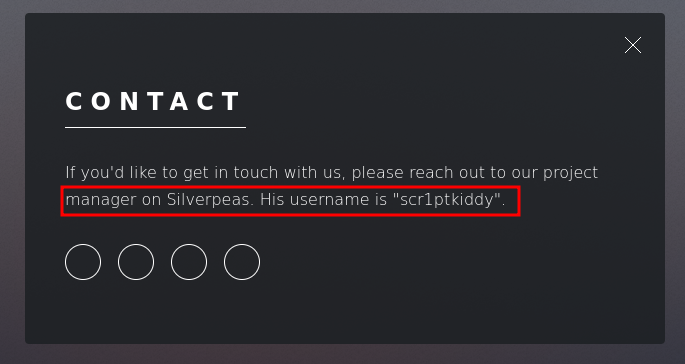 CONTACT
If you'd like to get in touch with us, please reach out to our project
manager on Silverpeas. His username is "scr1ptkiddy".